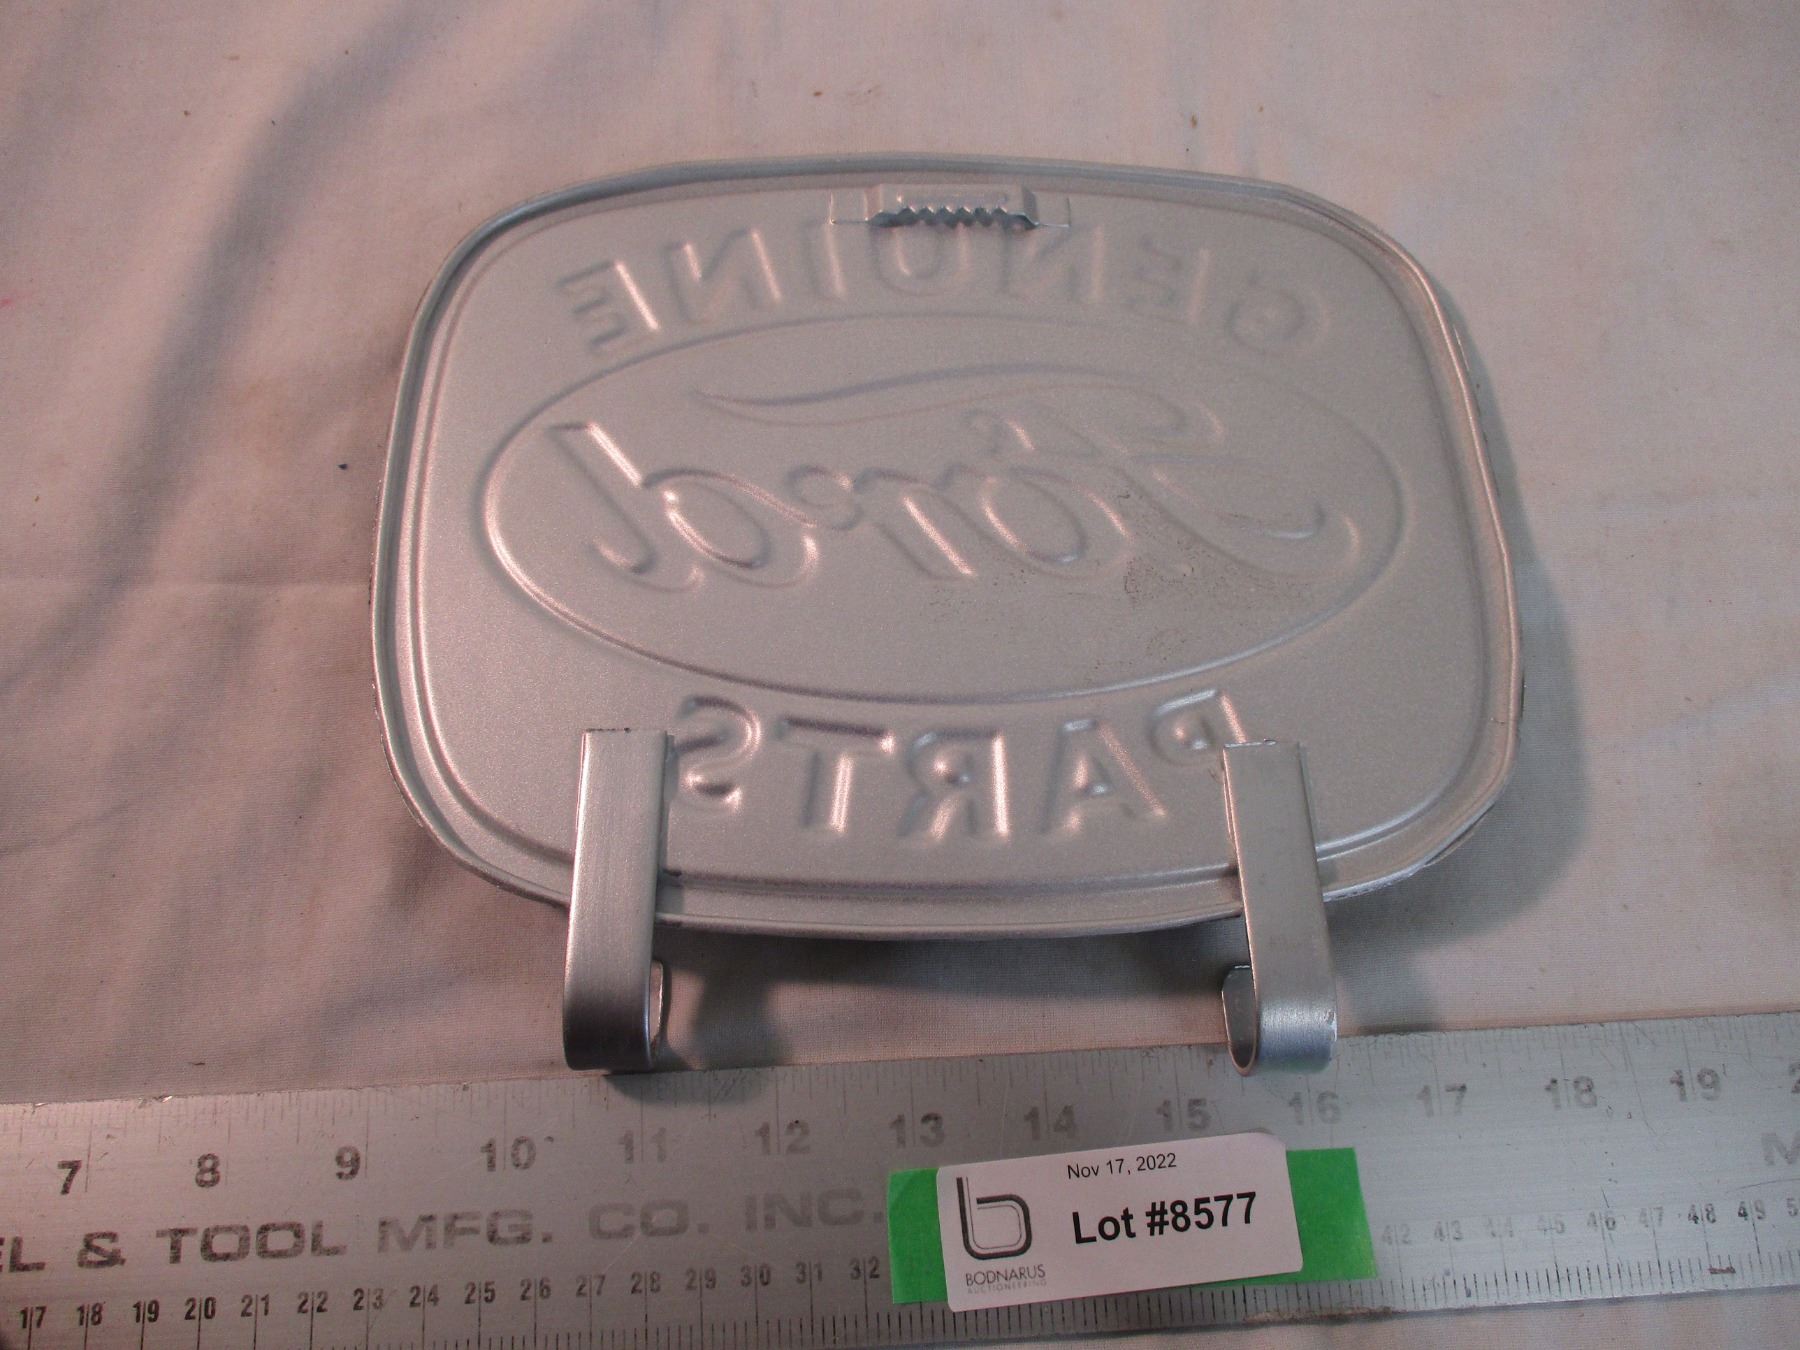 GENUINE
Ford
PARTS
7 8 9 10 11 12 13 14 15 16 17 18 19
EL & TOOL MFG. CO. INC.
17 18 19 20 21 22 23 24 25 26 27 28 29 30 31 32 42 43 44 45 46 47 48 49
Nov 17, 2022
Lot #8577
BODNARUS
AUCTIONEERING